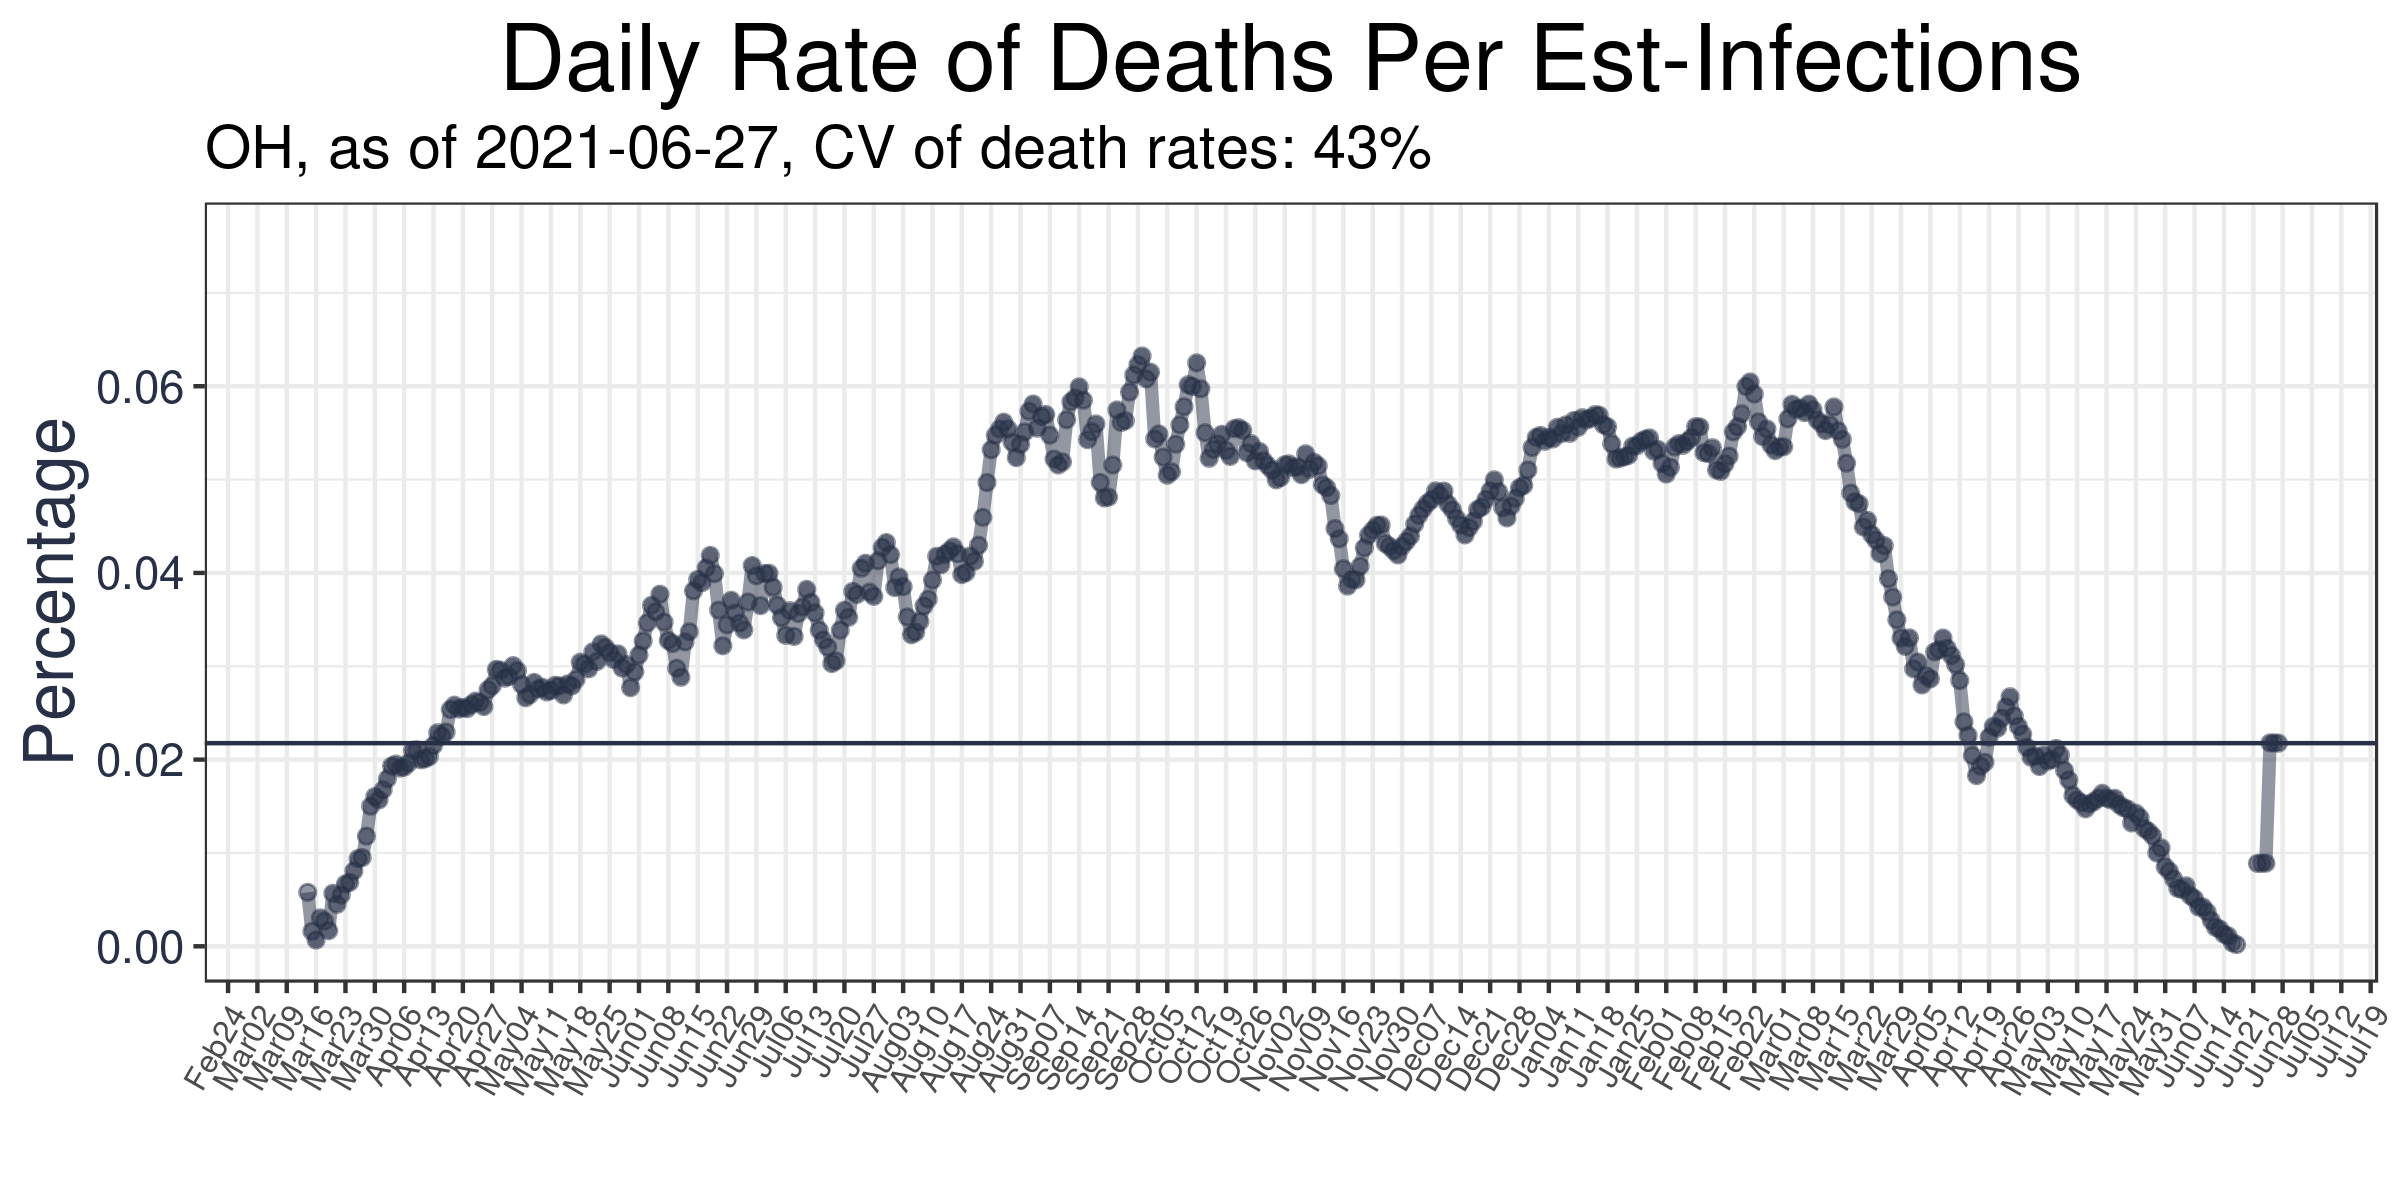 Daily Rate of Deaths Per Est-Infections
OH, as of 2021-06-27, CV of death rates: 43%
Percentage
0.06
0.04
0.02
0.00
Feb24
Mar02
Mar09
Mar16
Mar23
Mar30
Apr06
Apr13
Apr20
Apr27
May04
May11
May18
May25
Jun01
Jun08
Jun15
Jun22
Jun29
Jul06
Jul13
Jul20
Jul27
Aug03
Aug10
Aug17
Aug24
Aug31
Sep07
Sep14
Sep21
Sep28
Oct05
Oct12
Oct19
Oct26
Nov02
Nov09
Nov16
Nov23
Nov30
Dec07
Dec14
Dec21
Dec28
Jan04
Jan11
Jan18
Jan25
Feb01
Feb08
Feb15
Feb22
Mar01
Mar08
Mar15
Mar22
Mar29
Apr05
Apr12
Apr19
Apr26
May03
May10
May17
May24
May31
Jun07
Jun14
Jun21
Jun28
Jul05
Jul12
Jul19